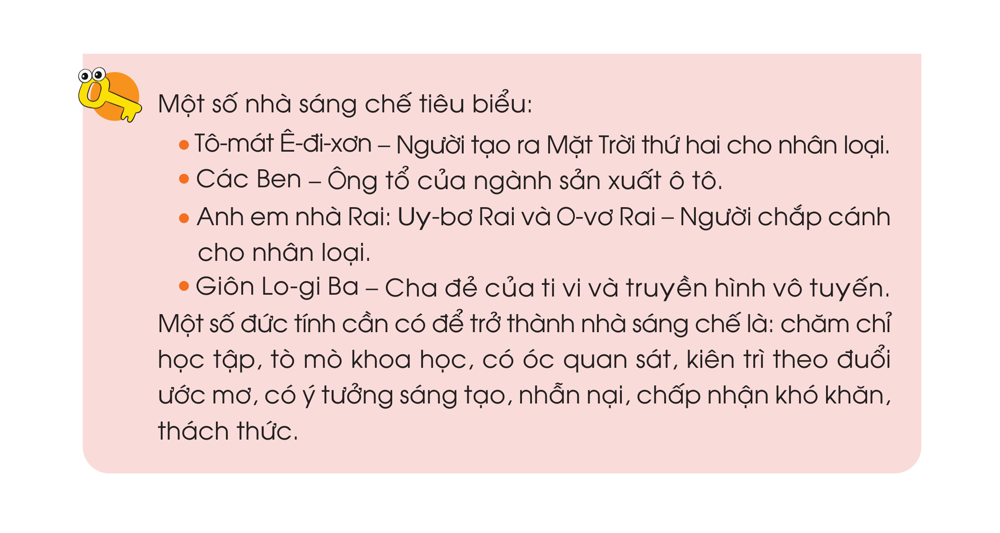 Một số nhà sáng chế tiêu biểu:
• Tô-mát Ê-đi-xơn – Người tạo ra Mặt Trời thứ hai cho nhân loại.
• Các Ben – Ông tổ của ngành sản xuất ô tô.
• Anh em nhà Rai: Uy-bơ Rai và O-vơ Rai – Người chắp cánh
cho nhân loại.
• Giôn Lo-gi Ba – Cha đẻ của ti vi và truyền hình vô tuyến.
Một số đức tính cần có để trở thành nhà sáng chế là: chăm chỉ
học tập, tò mò khoa học, có óc quan sát, kiên trì theo đuổi
ước mơ, có ý tưởng sáng tạo, nhẫn nại, chấp nhận khó khăn,
thách thức.